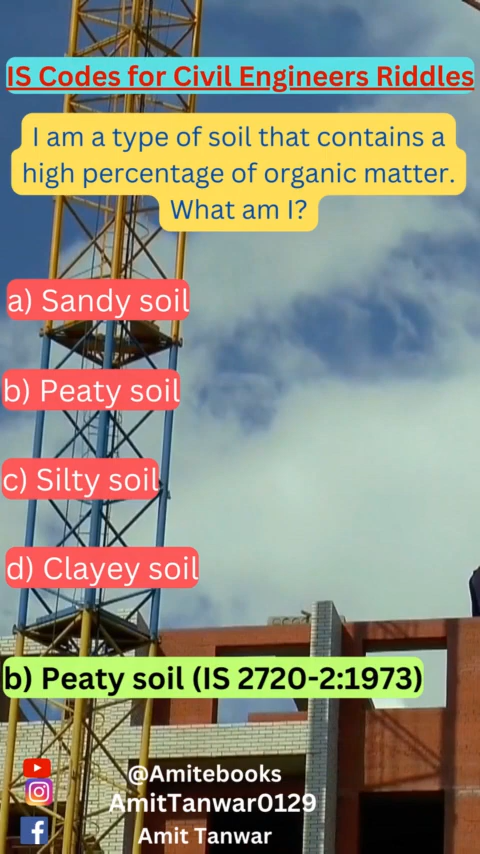 IS Codes for Civil Engineers Riddles
I am a type of soil that contains a
high percentage of organic matter.
What am I?
a) Sandy soil
b) Peaty soil
c) Silty soil
d) Clayey soil
b) Peaty soil (IS 2720-2:1973)
@Amitebooks
AmitTanwar0129
Amit Tanwar